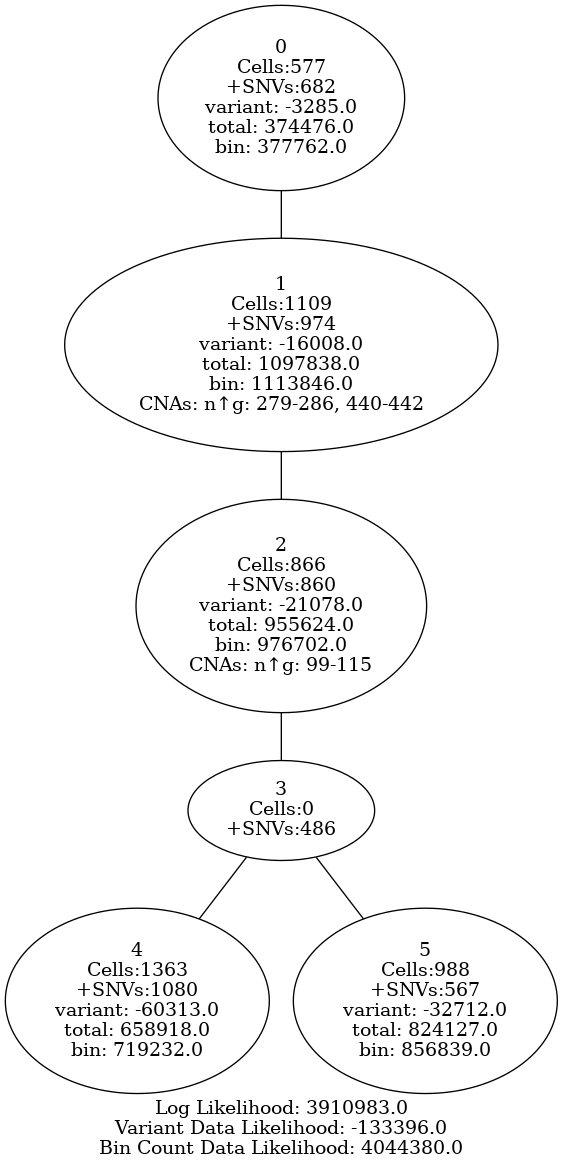 0
Cells:577
+SNVs:682
variant: -3285.0
total: 374476.0
bin: 377762.0
1
Cells:1109
+SNVs:974
variant: -16008.0
total: 1097838.0
bin: 1113846.0
CNAs: n↑g: 279-286, 440-442
2
Cells:866
+SNVs:860
variant: -21078.0
total: 955624.0
bin: 976702.0
CNAs: n↑g: 99-115
3
Cells:0
+SNVs:486
4
Cells:1363
+SNVs:1080
variant: -60313.0
total: 658918.0
bin: 719232.0
5
Cells:988
+SNVs:567
variant: -32712.0
total: 824127.0
bin: 856839.0
Log Likelihood: 3910983.0
Variant Data Likelihood: -133396.0
Bin Count Data Likelihood: 4044380.0